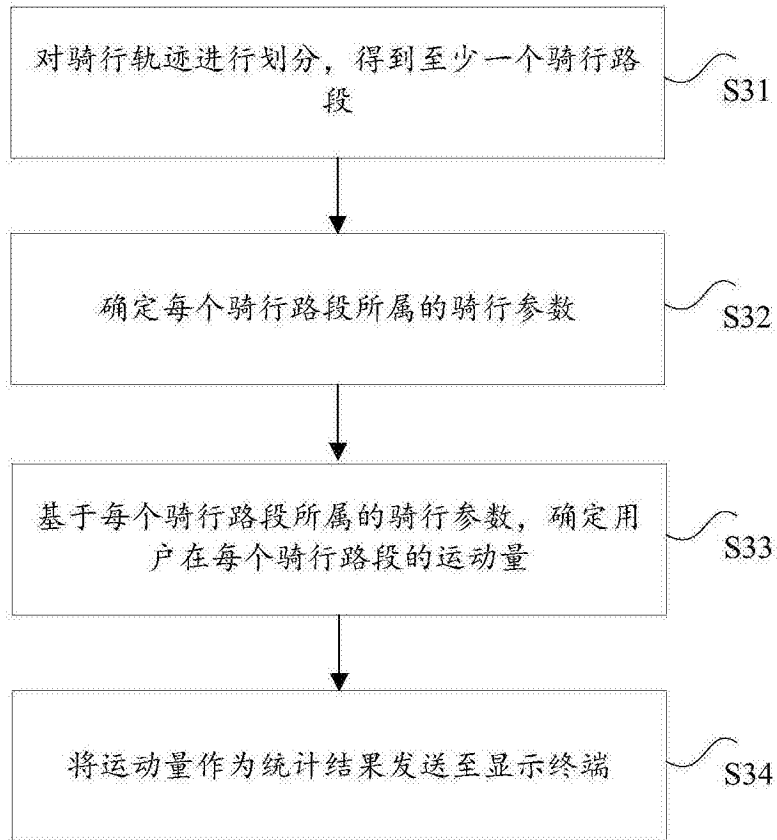 对骑行轨迹进行划分，得到至少一个骑行路
段
S31
确定每个骑行路段所属的骑行参数
S32
基于每个骑行路段所属的骑行参数，确定用
户在每个骑行路段的运动量
S33
将运动量作为统计结果发送至显示终端
S34